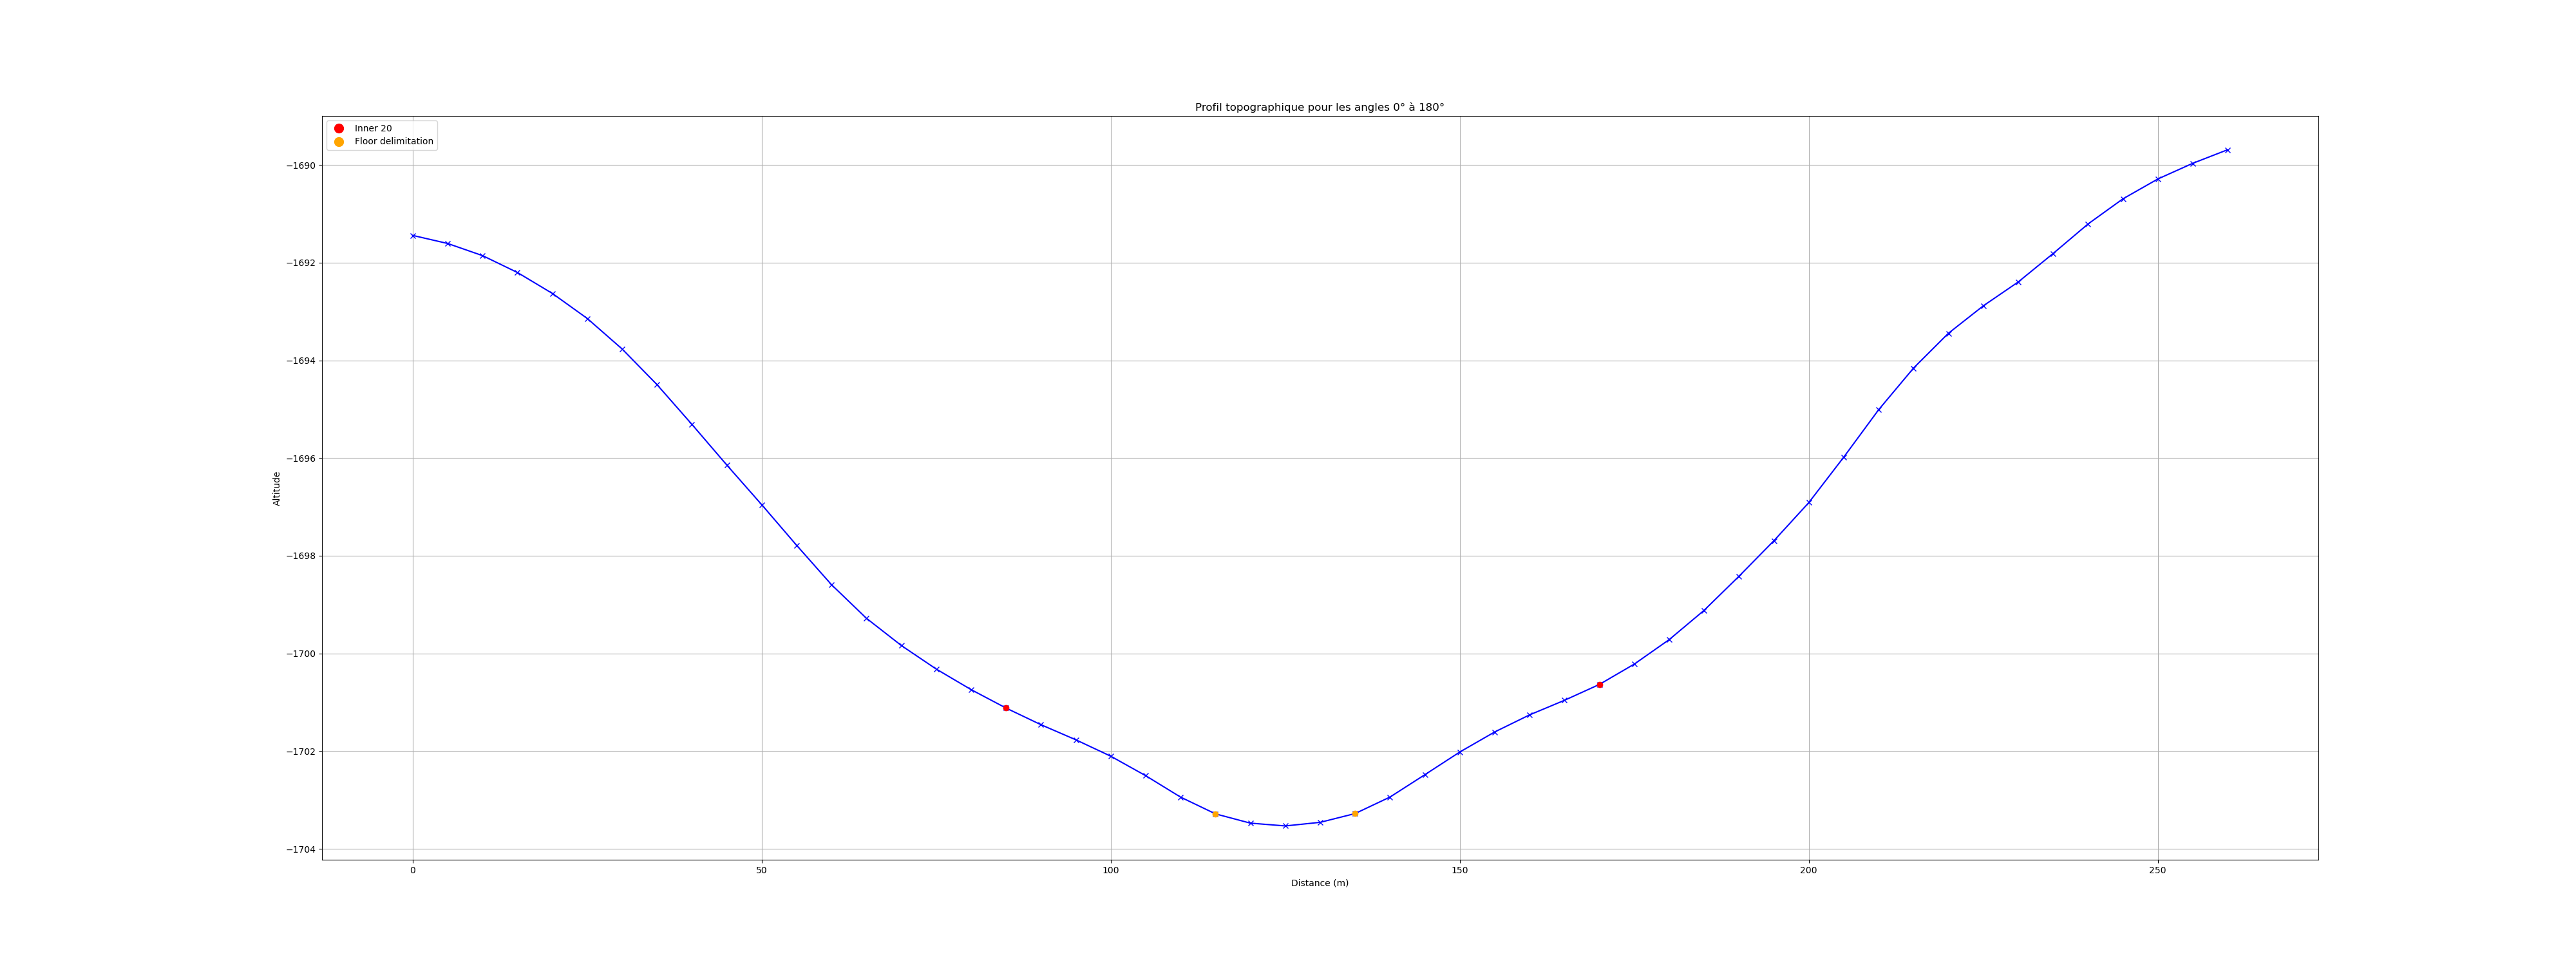 Profil topographique pour les angles 0° à 180°
Inner 20
Floor delimitation
−1690
−1692
−1694
−1696
−1698
−1700
−1702
−1704
Altitude
0 50 100 150 200 250
Distance (m)